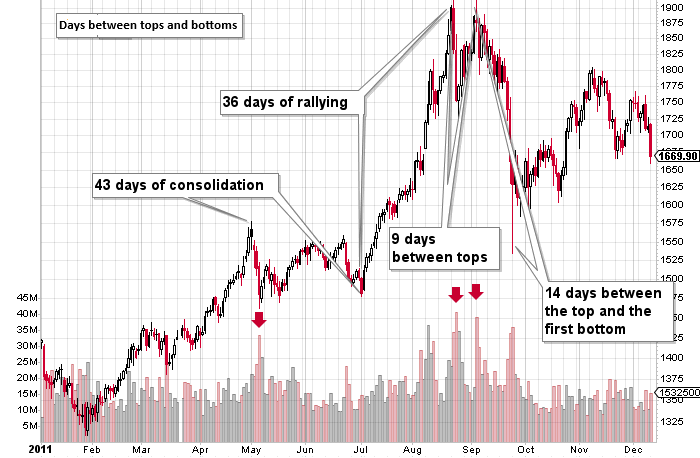 Days between tops and bottoms
36 days of rallying
43 days of consolidation
9 days
between tops
14 days between
the top and the
first bottom
1900
1875
1850
1825
1800
1775
1750
1725
1700
1669.90
1650
1625
1600
1575
1550
1525
1500
1475
1450
1425
1400
1375
1350
1325
1532500
45M
40M
35M
30M
25M
20M
15M
10M
5M
2011 Feb Mar Apr May Jun Jul Aug Sep Oct Nov Dec